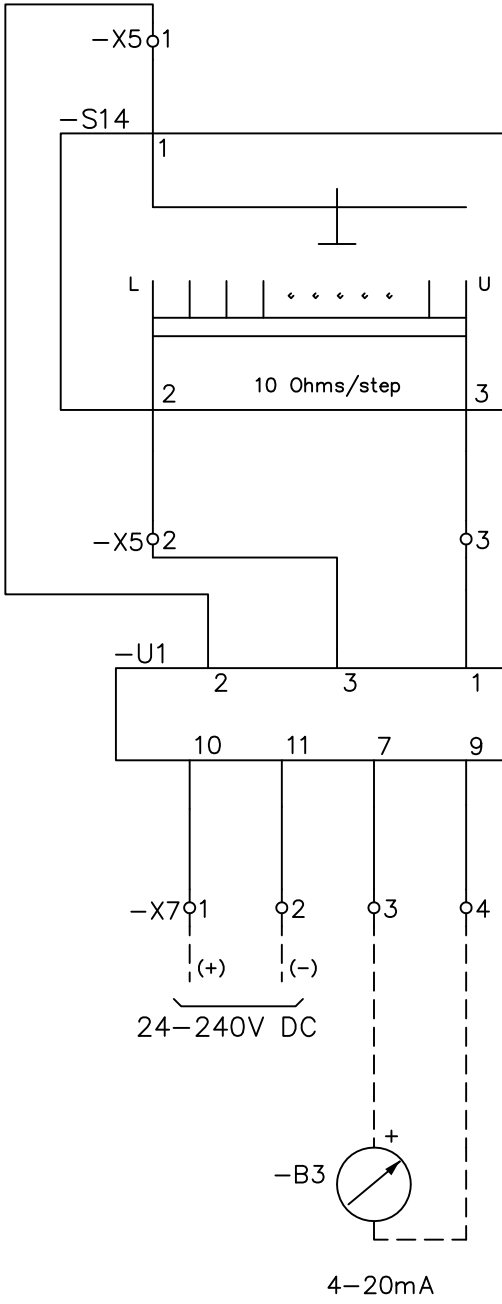 -X5 1
-S14
1
L U
10 Ohms/step
2 3
-X5 2 3
-U1
2 3 1
10 11 7 9
-X7 1 2 3 4
(+) (-)
24-240V DC
+
-B3
4-20mA